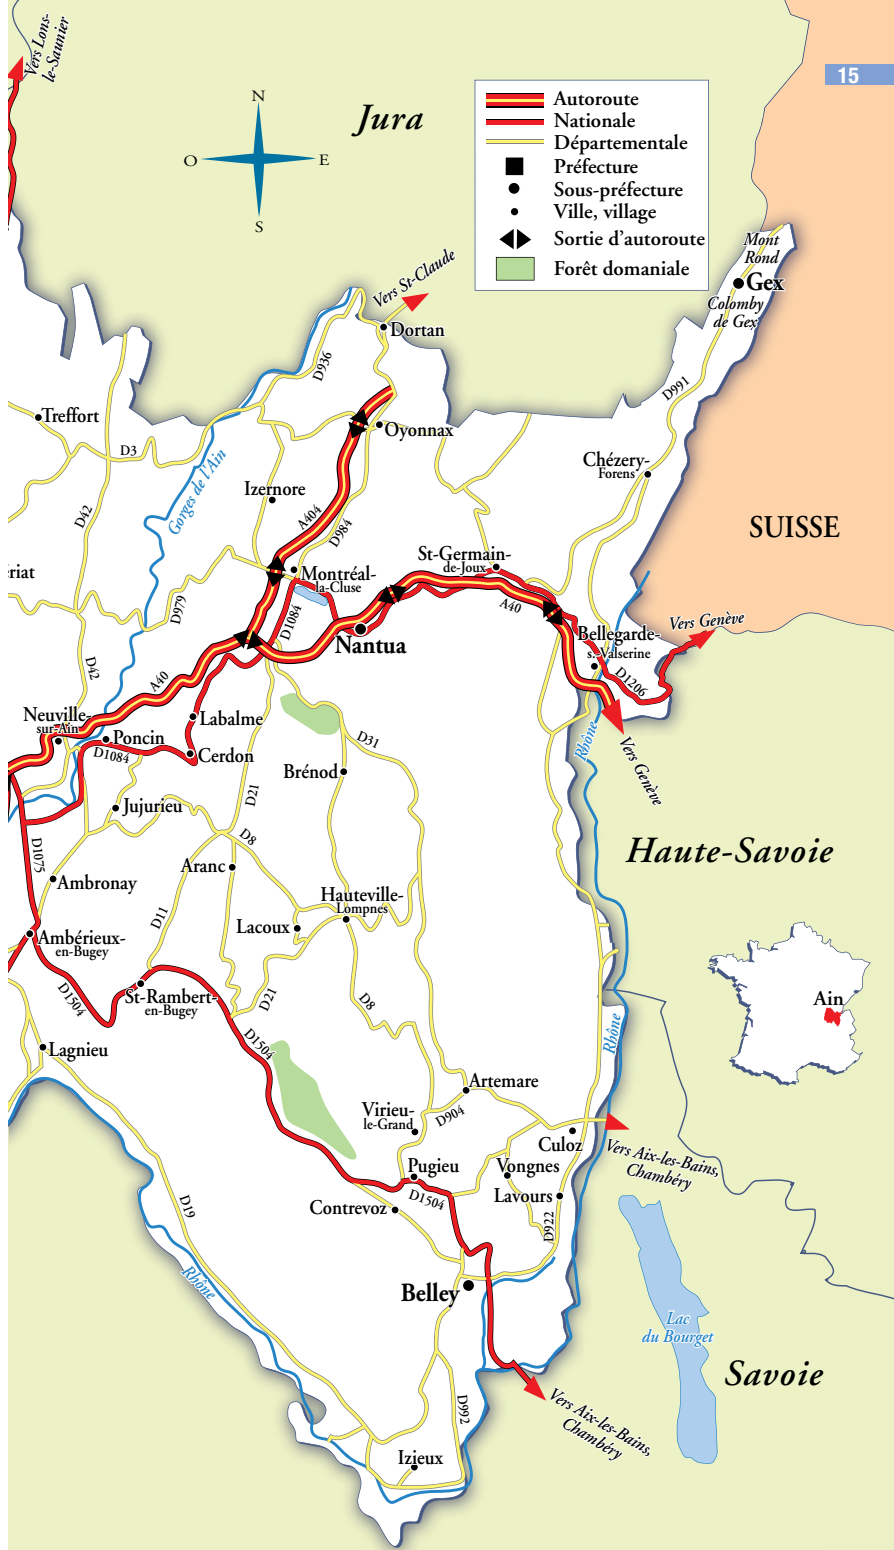 Vers Lons-
le-Saunier
15
N
O
E
S
Jura
Autoroute
Nationale
Départementale
Préfecture
Sous-préfecture
Ville, village
Sortie d'autoroute
Forêt domaniale
Mont
Rond
Gex
Colomby
de Gex
Vers St-Claude
Dortan
D936
D991
Treffort
Oyonnax
D3
Gorges de l'Ain
Chézery-
Forens
Izernore
D42
A404
D984
SUISSE
St-Germain-
de-Joux
ériat
Montréal-
la-Cluse
D979
D1084
A40
Nantua
Bellegarde-
s.-Valserine
Vers Genève
D42
A40
D1206
Neuville-
sur-Ain
Labalme
Poncin
D1084
Cerdon
D31
Rhône
Vers Genève
Brénod
D21
Jujurieu
D8
D1075
Haute-Savoie
Aranc
Ambronay
Hauteville-
Lompnes
D11
Lacoux
Ambérieux-
en-Bugey
St-Rambert-
en-Bugey
D1504
D21
D8
Ain
D1504
Rhône
Lagnieu
Artemare
Virieu-
le-Grand
D904
Culoz
Vers Aix-les-Bains,
Chambéry
Pugieu
Vongnes
D1504
Lavours
Contrevoz
D19
D922
Rhône
Belley
Lac
du Bourget
Savoie
D992
Vers Aix-les-Bains,
Chambéry
Izieux